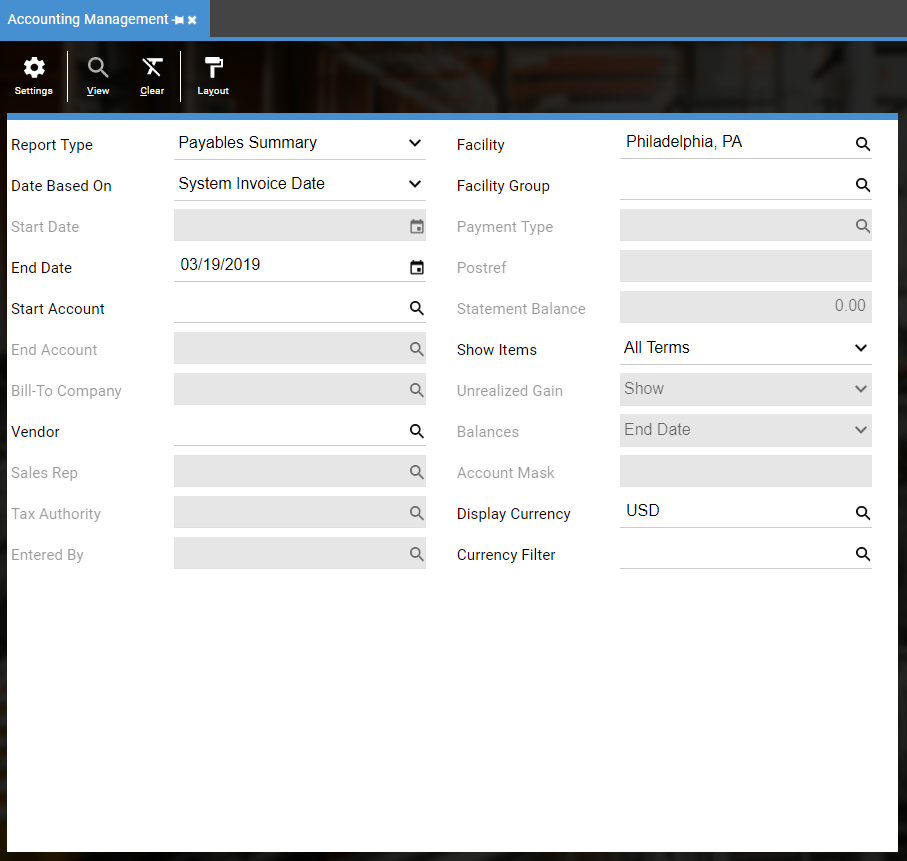 Accounting Management
Settings
View
Clear
Layout
Report Type
Payables Summary
Date Based On
System Invoice Date
Start Date
End Date
03/19/2019
Start Account
End Account
Bill-To Company
Vendor
Sales Rep
Tax Authority
Entered By
Facility
Philadelphia, PA
Facility Group
Payment Type
Postref
Statement Balance
0.00
Show Items
All Terms
Unrealized Gain
Show
Balances
End Date
Account Mask
Display Currency
USD
Currency Filter